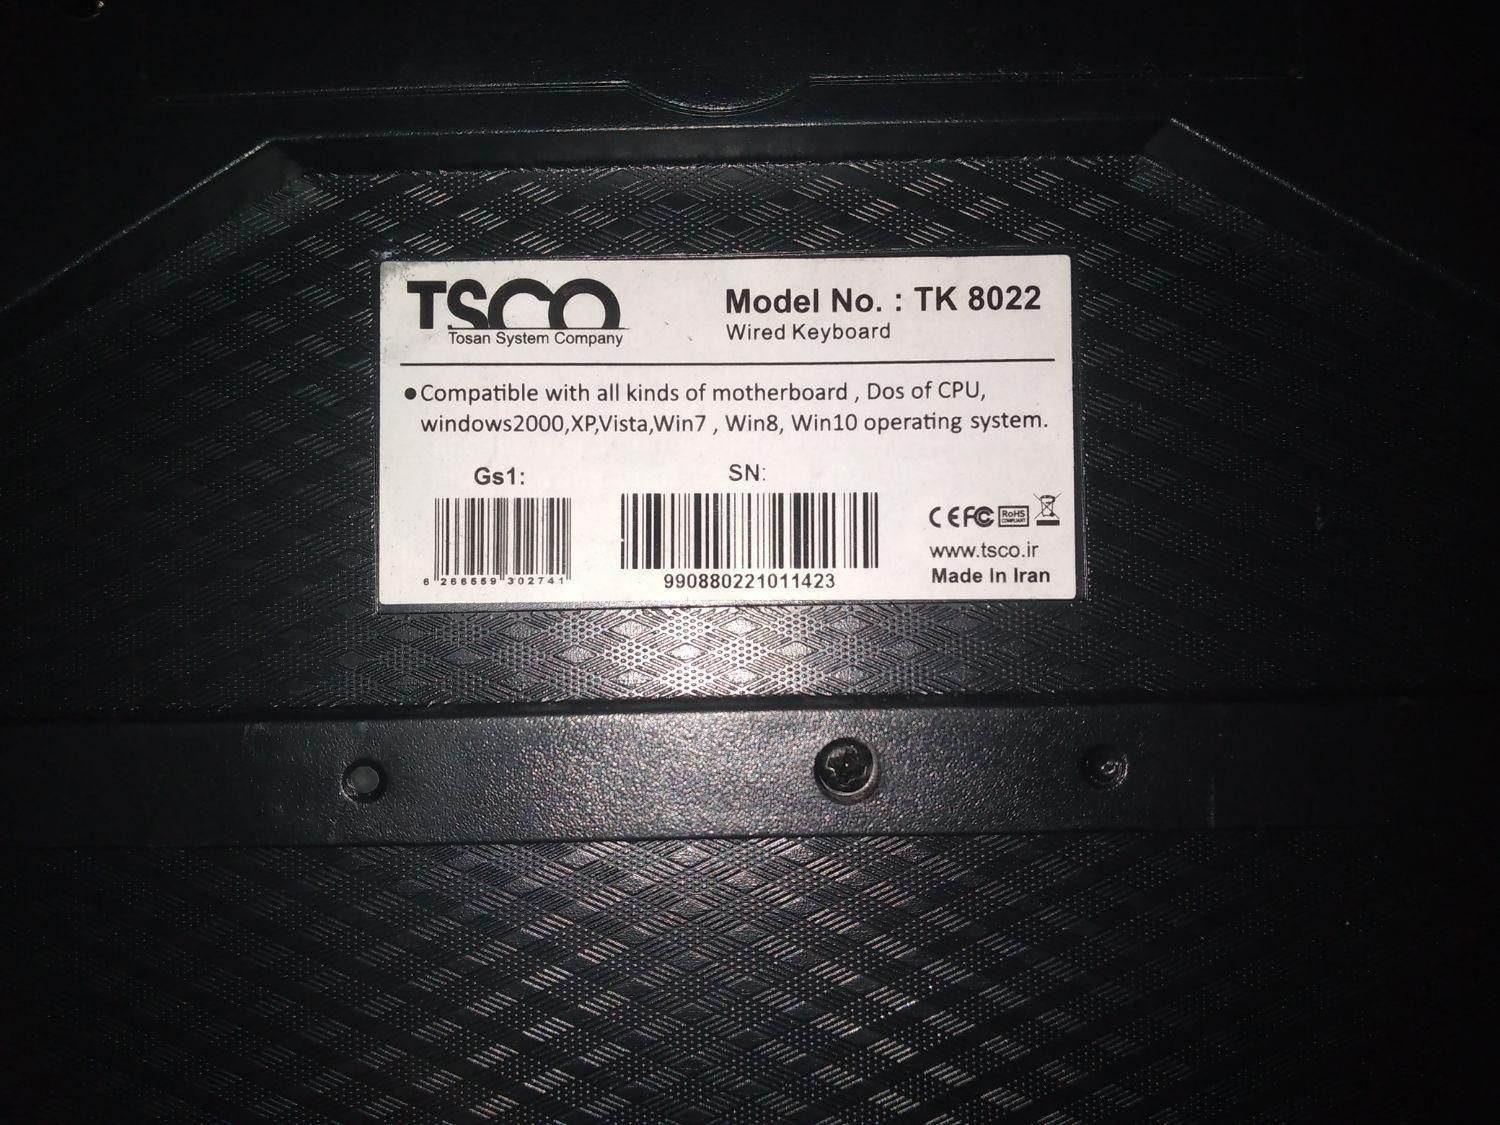 TSCO
Tosan System Company
Model No. : TK 8022
Wired Keyboard
●Compatible with all kinds of motherboard , Dos of CPU,
windows2000,XP,Vista,Win7 , Win8, Win10 operating system.
Gs1:
6 266559 302741
SN:
990880221011423
CE FC RoHS
COMPLIANT
www.tsco.ir
Made In Iran